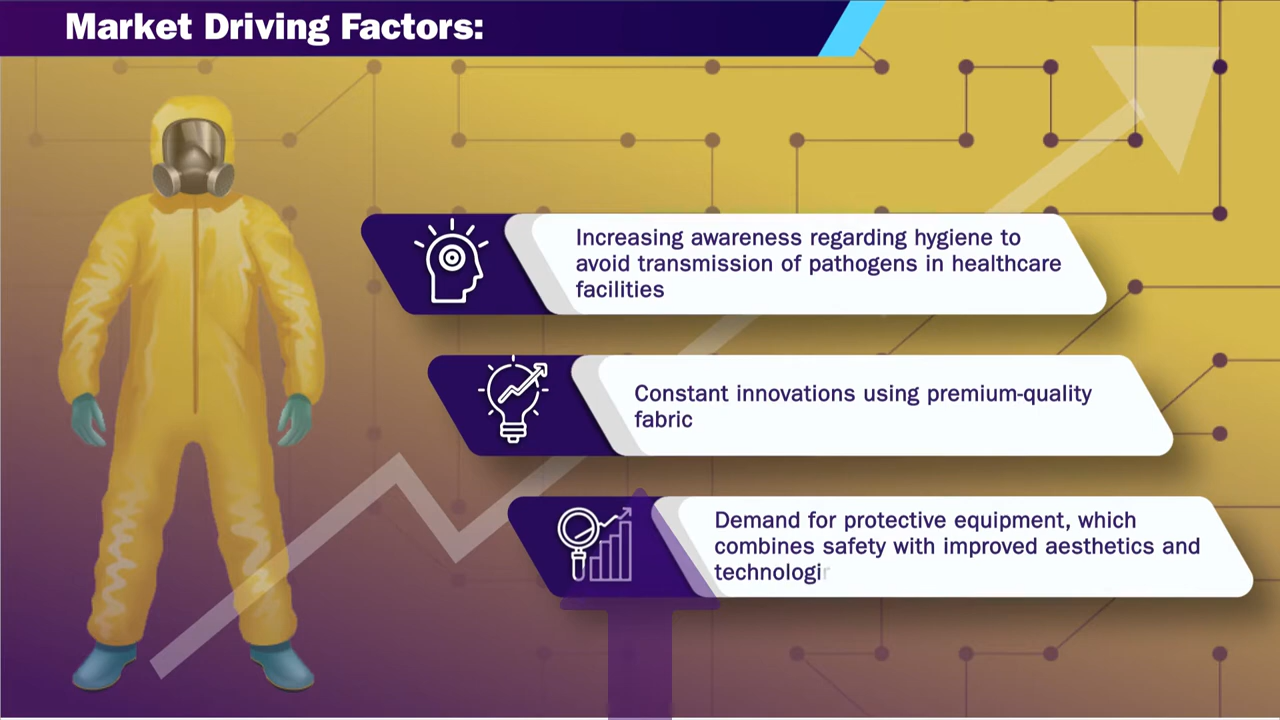 Market Driving Factors:
Increasing awareness regarding hygiene to
avoid transmission of pathogens in healthcare
facilities
Constant innovations using premium-quality
fabric
Demand for protective equipment, which
combines safety with improved aesthetics and
technologi